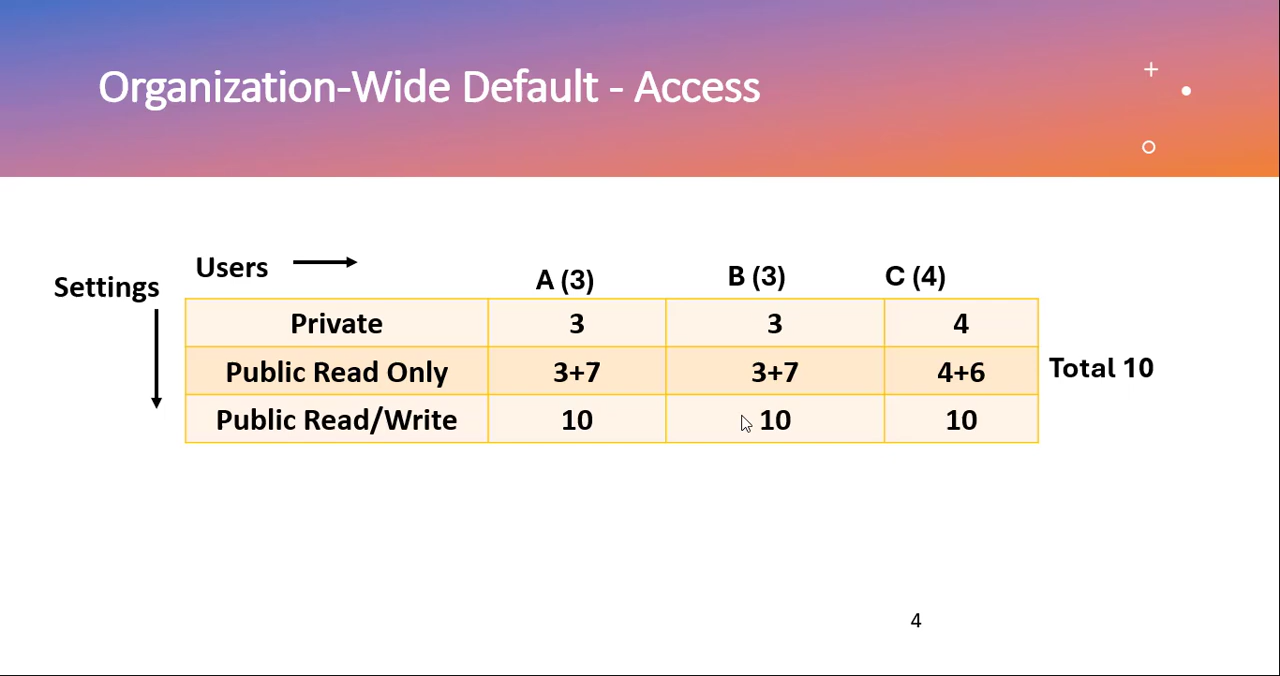 Organization-Wide Default - Access
Users
Settings
A (3) B (3) C (4)
Private 3 3 4
Public Read Only 3+7 3+7 4+6
Total 10
Public Read/Write 10 10 10
4